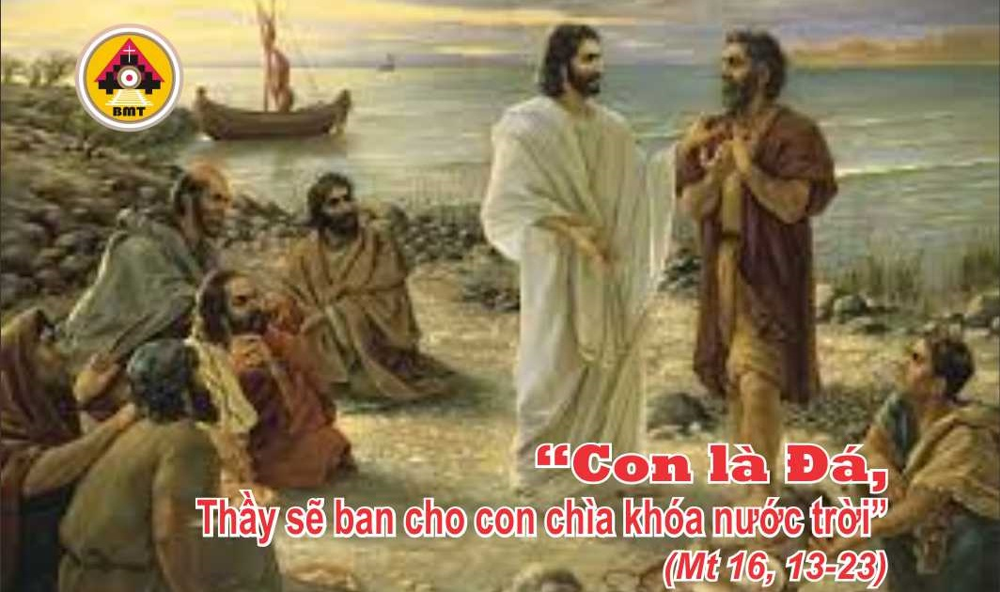 BMT
“Con là Đá,
Thầy sẽ ban cho con chìa khóa nước trời”
(Mt 16, 13-23)